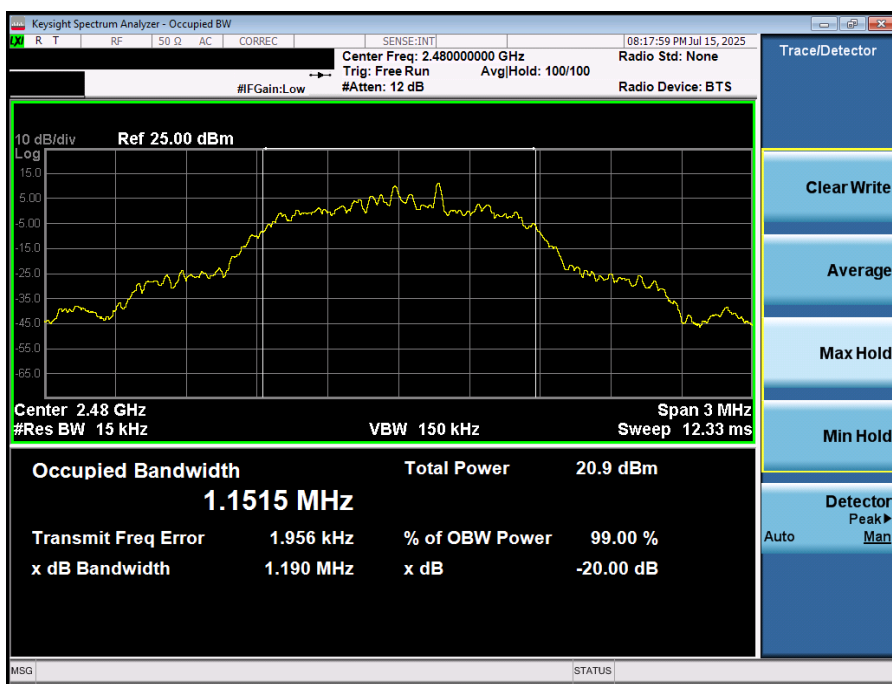 Keysight Spectrum Analyzer - Occupied BW
LXI R T RF 50 Ω AC CORREC SENSE:INT 08:17:59 PM Jul 15, 2025
Center Freq: 2.480000000 GHz Radio Std: None
Trig: Free Run Avg|Hold: 100/100
#IFGain:Low #Atten: 12 dB Radio Device: BTS
10 dB/div Ref 25.00 dBm
Log
15.0
5.00
-5.00
-15.0
-25.0
-35.0
-45.0
-55.0
-65.0
Center 2.48 GHz Span 3 MHz
#Res BW 15 kHz VBW 150 kHz Sweep 12.33 ms
Occupied Bandwidth Total Power 20.9 dBm
1.1515 MHz
Transmit Freq Error 1.956 kHz % of OBW Power 99.00 %
x dB Bandwidth 1.190 MHz x dB -20.00 dB
MSG STATUS
Trace/Detector
Clear Write
Average
Max Hold
Min Hold
Detector
Peak▶
Auto Man